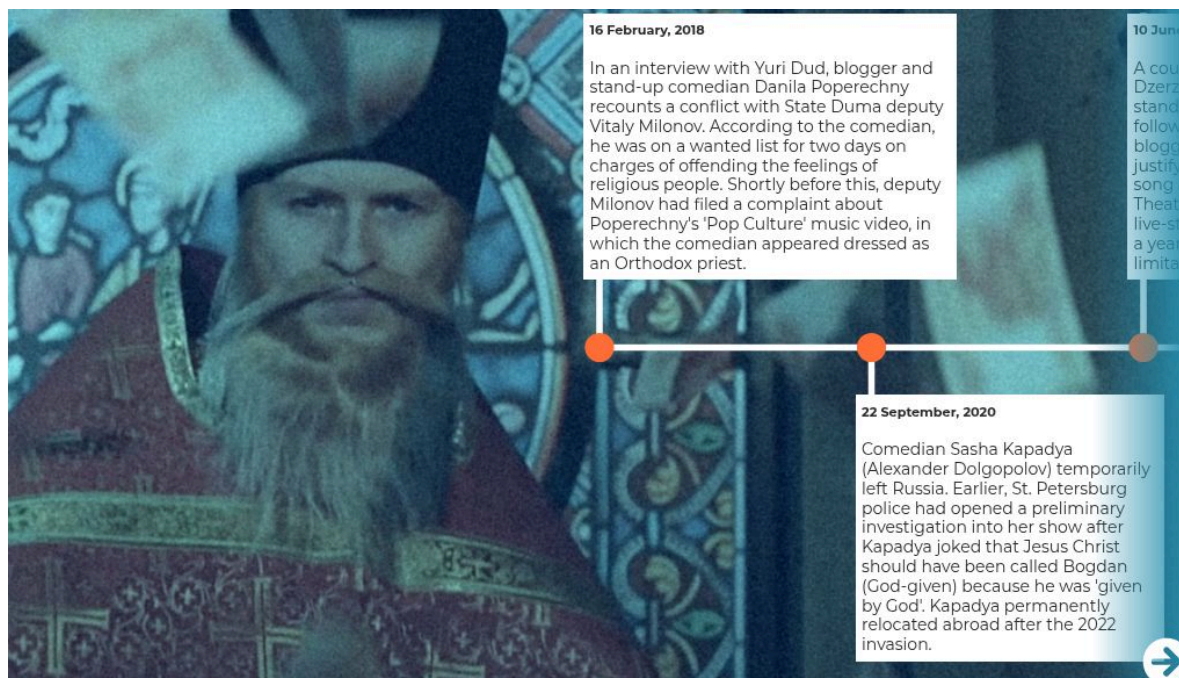 16 February, 2018
In an interview with Yuri Dud, blogger and
stand-up comedian Danila Poperechny
recounts a conflict with State Duma deputy
Vitaly Milonov. According to the comedian,
he was on a wanted list for two days on
charges of offending the feelings of
religious people. Shortly before this, deputy
Milonov had filed a complaint about
Poperechny's 'Pop Culture' music video, in
which the comedian appeared dressed as
an Orthodox priest.
22 September, 2020
Comedian Sasha Kapadya
(Alexander Dolgopolov) temporarily
left Russia. Earlier, St. Petersburg
police had opened a preliminary
investigation into her show after
Kapadya joked that Jesus Christ
should have been called Bogdan
(God-given) because he was 'given
by God'. Kapadya permanently
relocated abroad after the 2022
invasion.
10
A
stand
song
a year